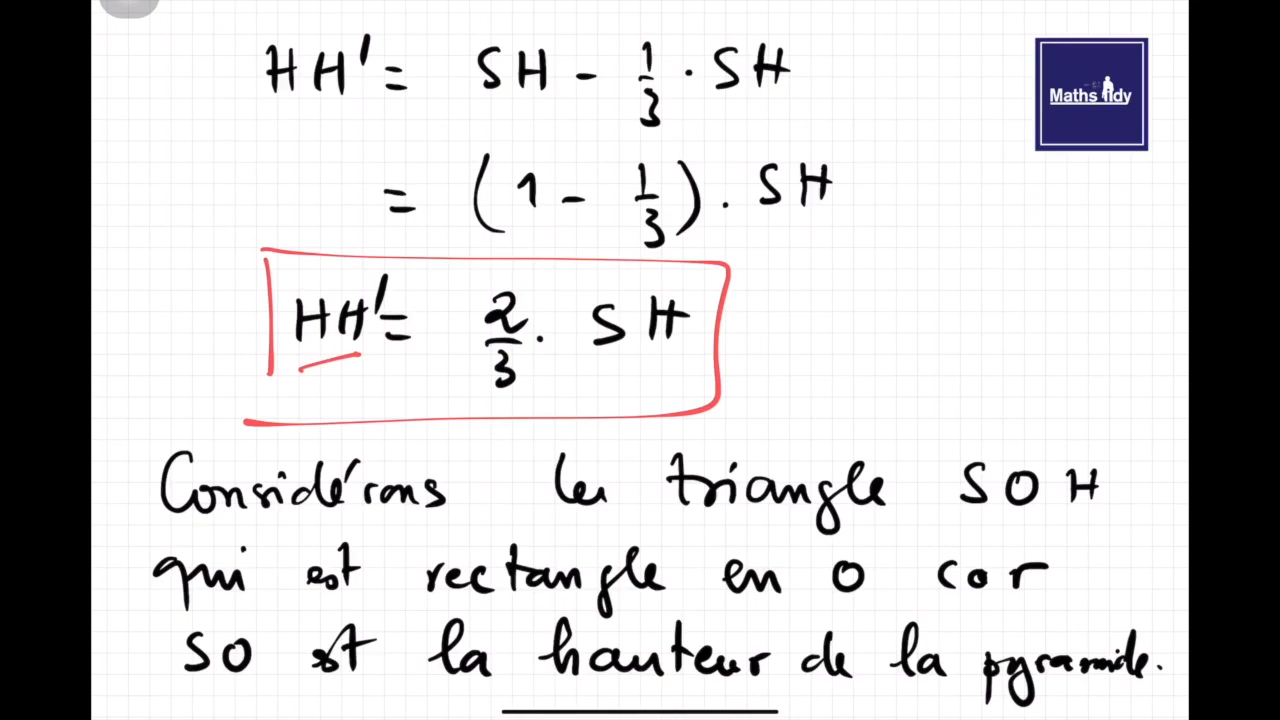 HH' = SH - 1/3 · SH
Maths Tidy
= (1 - 1/3) · SH
HH' = 2/3 · SH
Considérons le triangle SOH
qui est rectangle en O car
SO est la hauteur de la pyramide.